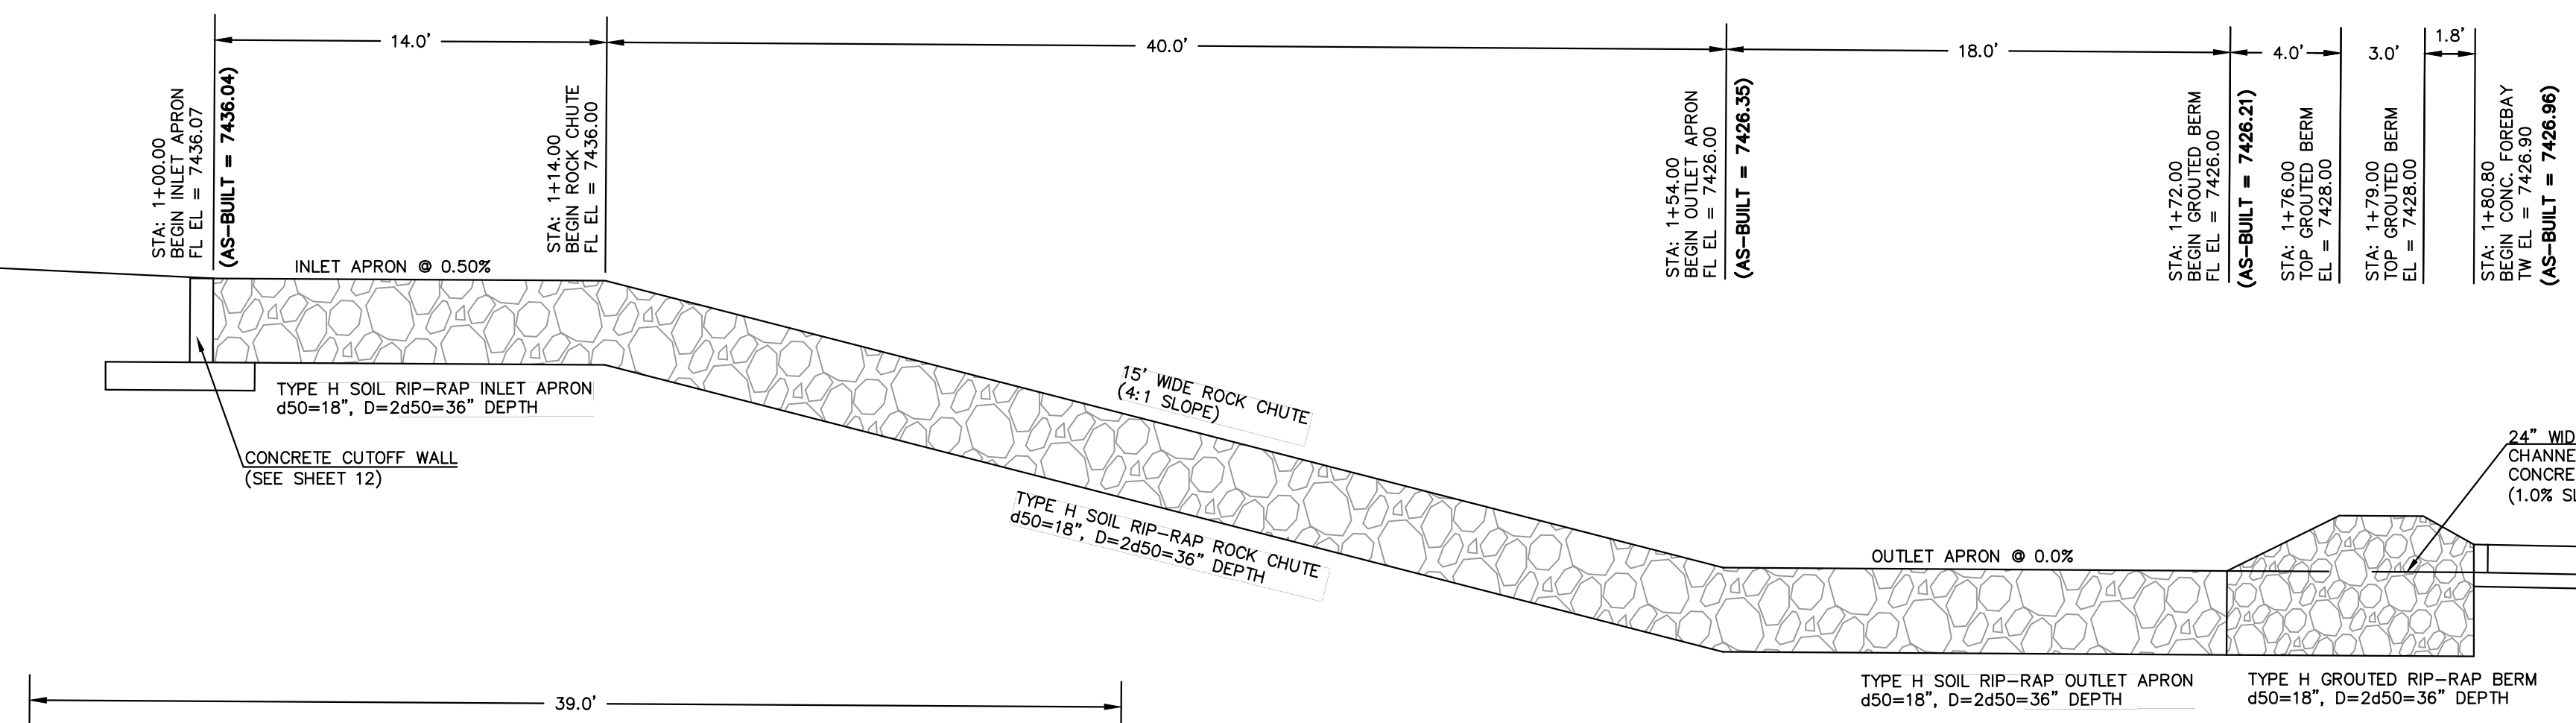 14.0'
40.0'
18.0'
4.0'
3.0'
1.8'
STA: 1+00.00
BEGIN INLET APRON
FL EL = 7436.07
(AS-BUILT = 7436.04)
STA: 1+14.00
BEGIN ROCK CHUTE
FL EL = 7436.00
STA: 1+54.00
BEGIN OUTLET APRON
FL EL = 7426.00
(AS-BUILT = 7426.35)
STA: 1+72.00
BEGIN GROUTED BERM
FL EL = 7426.00
(AS-BUILT = 7426.21)
STA: 1+76.00
TOP GROUTED BERM
EL = 7428.00
STA: 1+79.00
TOP GROUTED BERM
EL = 7428.00
STA: 1+80.80
BEGIN CONC. FOREBAY
TW EL = 7426.90
(AS-BUILT = 7426.96)
INLET APRON @ 0.50%
TYPE H SOIL RIP-RAP INLET APRON
d50=18", D=2d50=36" DEPTH
CONCRETE CUTOFF WALL
(SEE SHEET 12)
15' WIDE ROCK CHUTE
(4:1 SLOPE)
TYPE H SOIL RIP-RAP ROCK CHUTE
d50=18", D=2d50=36" DEPTH
OUTLET APRON @ 0.0%
24" WID
CHANNE
CONCRE
(1.0% SL
TYPE H SOIL RIP-RAP OUTLET APRON
d50=18", D=2d50=36" DEPTH
TYPE H GROUTED RIP-RAP BERM
d50=18", D=2d50=36" DEPTH
39.0'